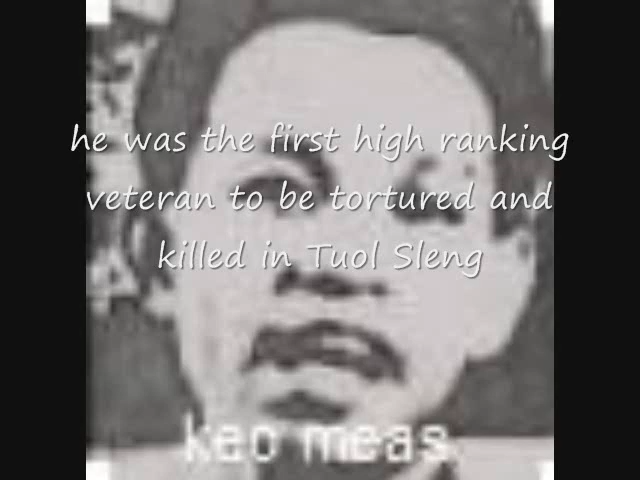 he was the first high ranking
veteran to be tortured and
killed in Tuol Sleng
keo meas